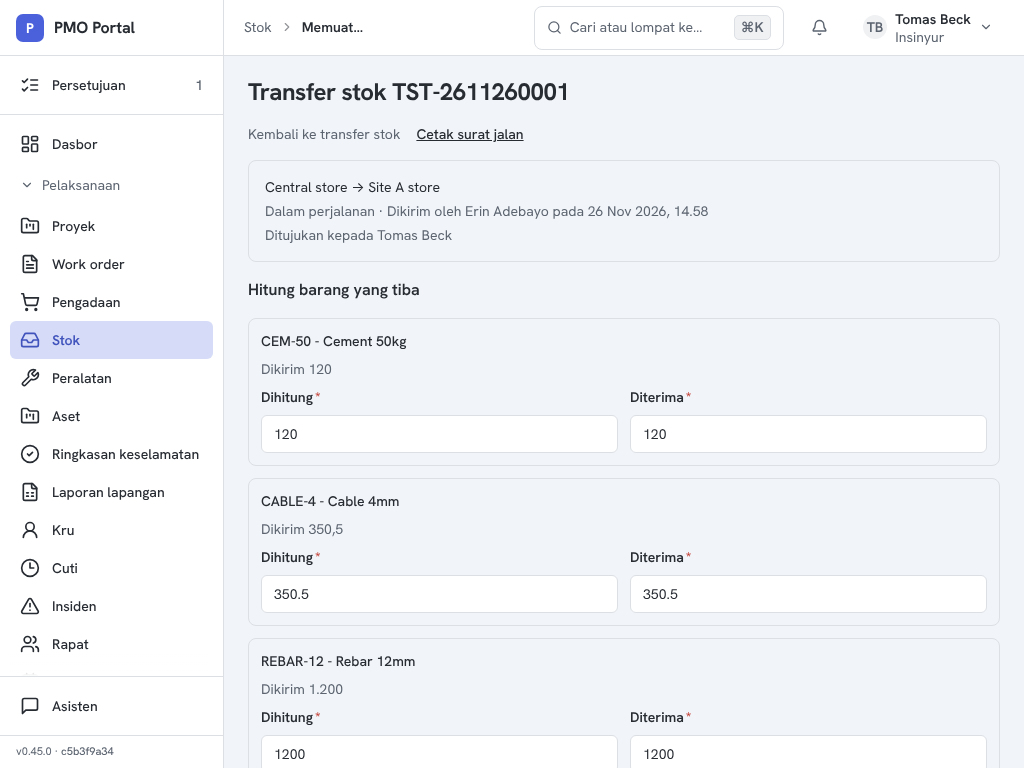 P PMO Portal
Stok > Memuat...
Cari atau lompat ke... ⌘K
TB Tomas Beck
Insinyur
Persetujuan 1
Dasbor
Pelaksanaan
Proyek
Work order
Pengadaan
Stok
Peralatan
Aset
Ringkasan keselamatan
Laporan lapangan
Kru
Cuti
Insiden
Rapat
Asisten
v0.45.0 · c5b3f9a34
Transfer stok TST-2611260001
Kembali ke transfer stok Cetak surat jalan
Central store → Site A store
Dalam perjalanan · Dikirim oleh Erin Adebayo pada 26 Nov 2026, 14.58
Ditujukan kepada Tomas Beck
Hitung barang yang tiba
CEM-50 - Cement 50kg
Dikirim 120
Dihitung* Diterima*
120 120
CABLE-4 - Cable 4mm
Dikirim 350,5
Dihitung* Diterima*
350.5 350.5
REBAR-12 - Rebar 12mm
Dikirim 1.200
Dihitung* Diterima*
1200 1200